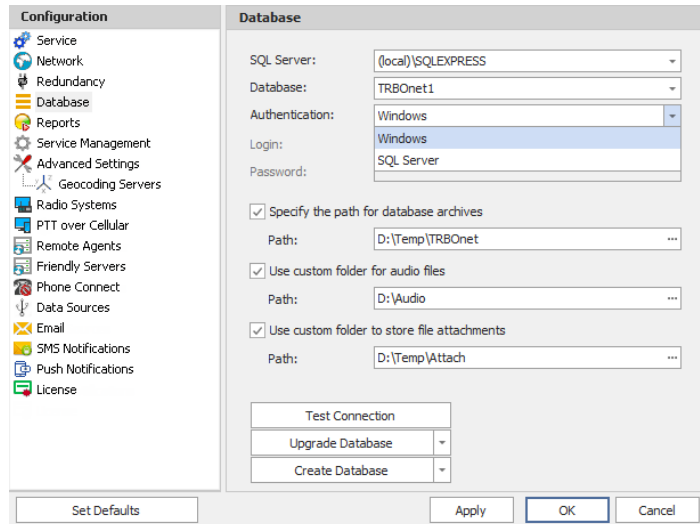 Configuration
Service
Network
Redundancy
Database
Reports
Service Management
Advanced Settings
Geocoding Servers
Radio Systems
PTT over Cellular
Remote Agents
Friendly Servers
Phone Connect
Data Sources
Email
SMS Notifications
Push Notifications
License
Database
SQL Server: (local)\SQLEXPRESS
Database: TRBOnet1
Authentication: Windows
Windows
Login:
SQL Server
Password:
Specify the path for database archives
Path: D:\Temp\TRBOnet ...
Use custom folder for audio files
Path: D:\Audio ...
Use custom folder to store file attachments
Path: D:\Temp\Attach ...
Test Connection
Upgrade Database
Create Database
Set Defaults
Apply OK Cancel